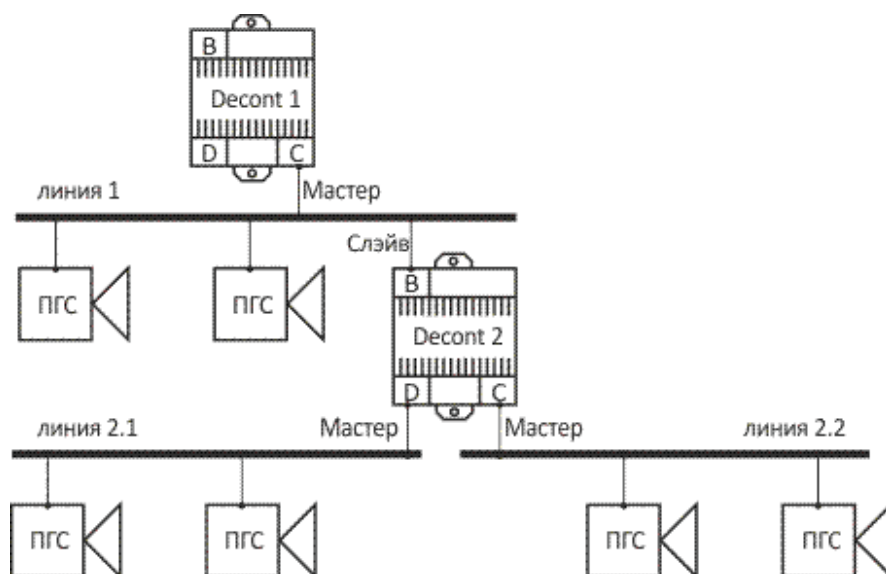 B
Decont 1
D C
линия 1 Мастер
Слэйв
ПГС ПГС B
Decont 2
D C
линия 2.1 Мастер Мастер линия 2.2
ПГС ПГС ПГС ПГС